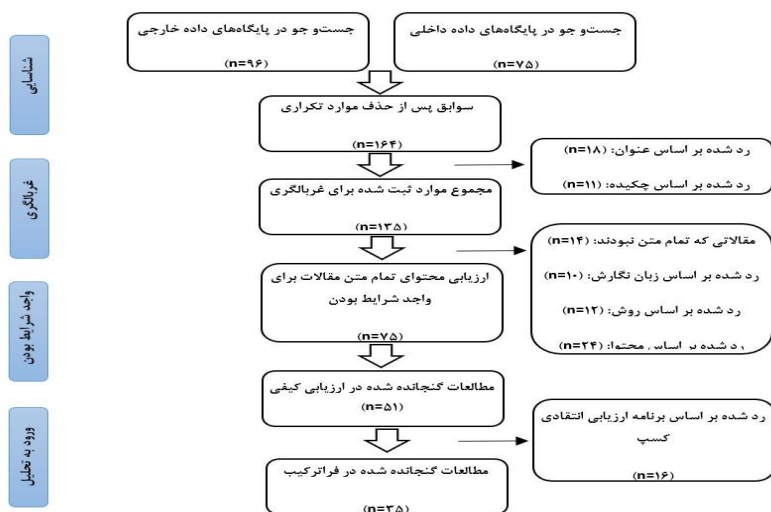 جست‌و جو در پایگاه‌های داده داخلی
(n=۷۵)
جست‌و جو در پایگاه‌های داده خارجی
(n=۹۶)
شناسایی
سوابق پس از حذف موارد تکراری
(n=۱۶۴)
رد شده بر اساس عنوان: (n=۱۸)
رد شده بر اساس چکیده: (n=۱۱)
غربالگری
مجموع موارد ثبت شده برای غربالگری
(n=۱۳۵)
مقالاتی که تمام متن نبودند: (n=۱۴)
رد شده بر اساس زبان نگارش: (n=۱۰)
رد شده بر اساس روش: (n=۱۲)
رد شده بر اساس محتوا: (n=۲۴)
ارزیابی محتوای تمام متن مقالات برای
واجد شرایط بودن
(n=۷۵)
واجد شرایط بودن
مطالعات گنجانده شده در ارزیابی کیفی
(n=۵۱)
رد شده بر اساس برنامه ارزیابی انتقادی
کسپ
(n=۱۶)
ورود به تحلیل
مطالعات گنجانده شده در فراترکیب
(n=۳۵)